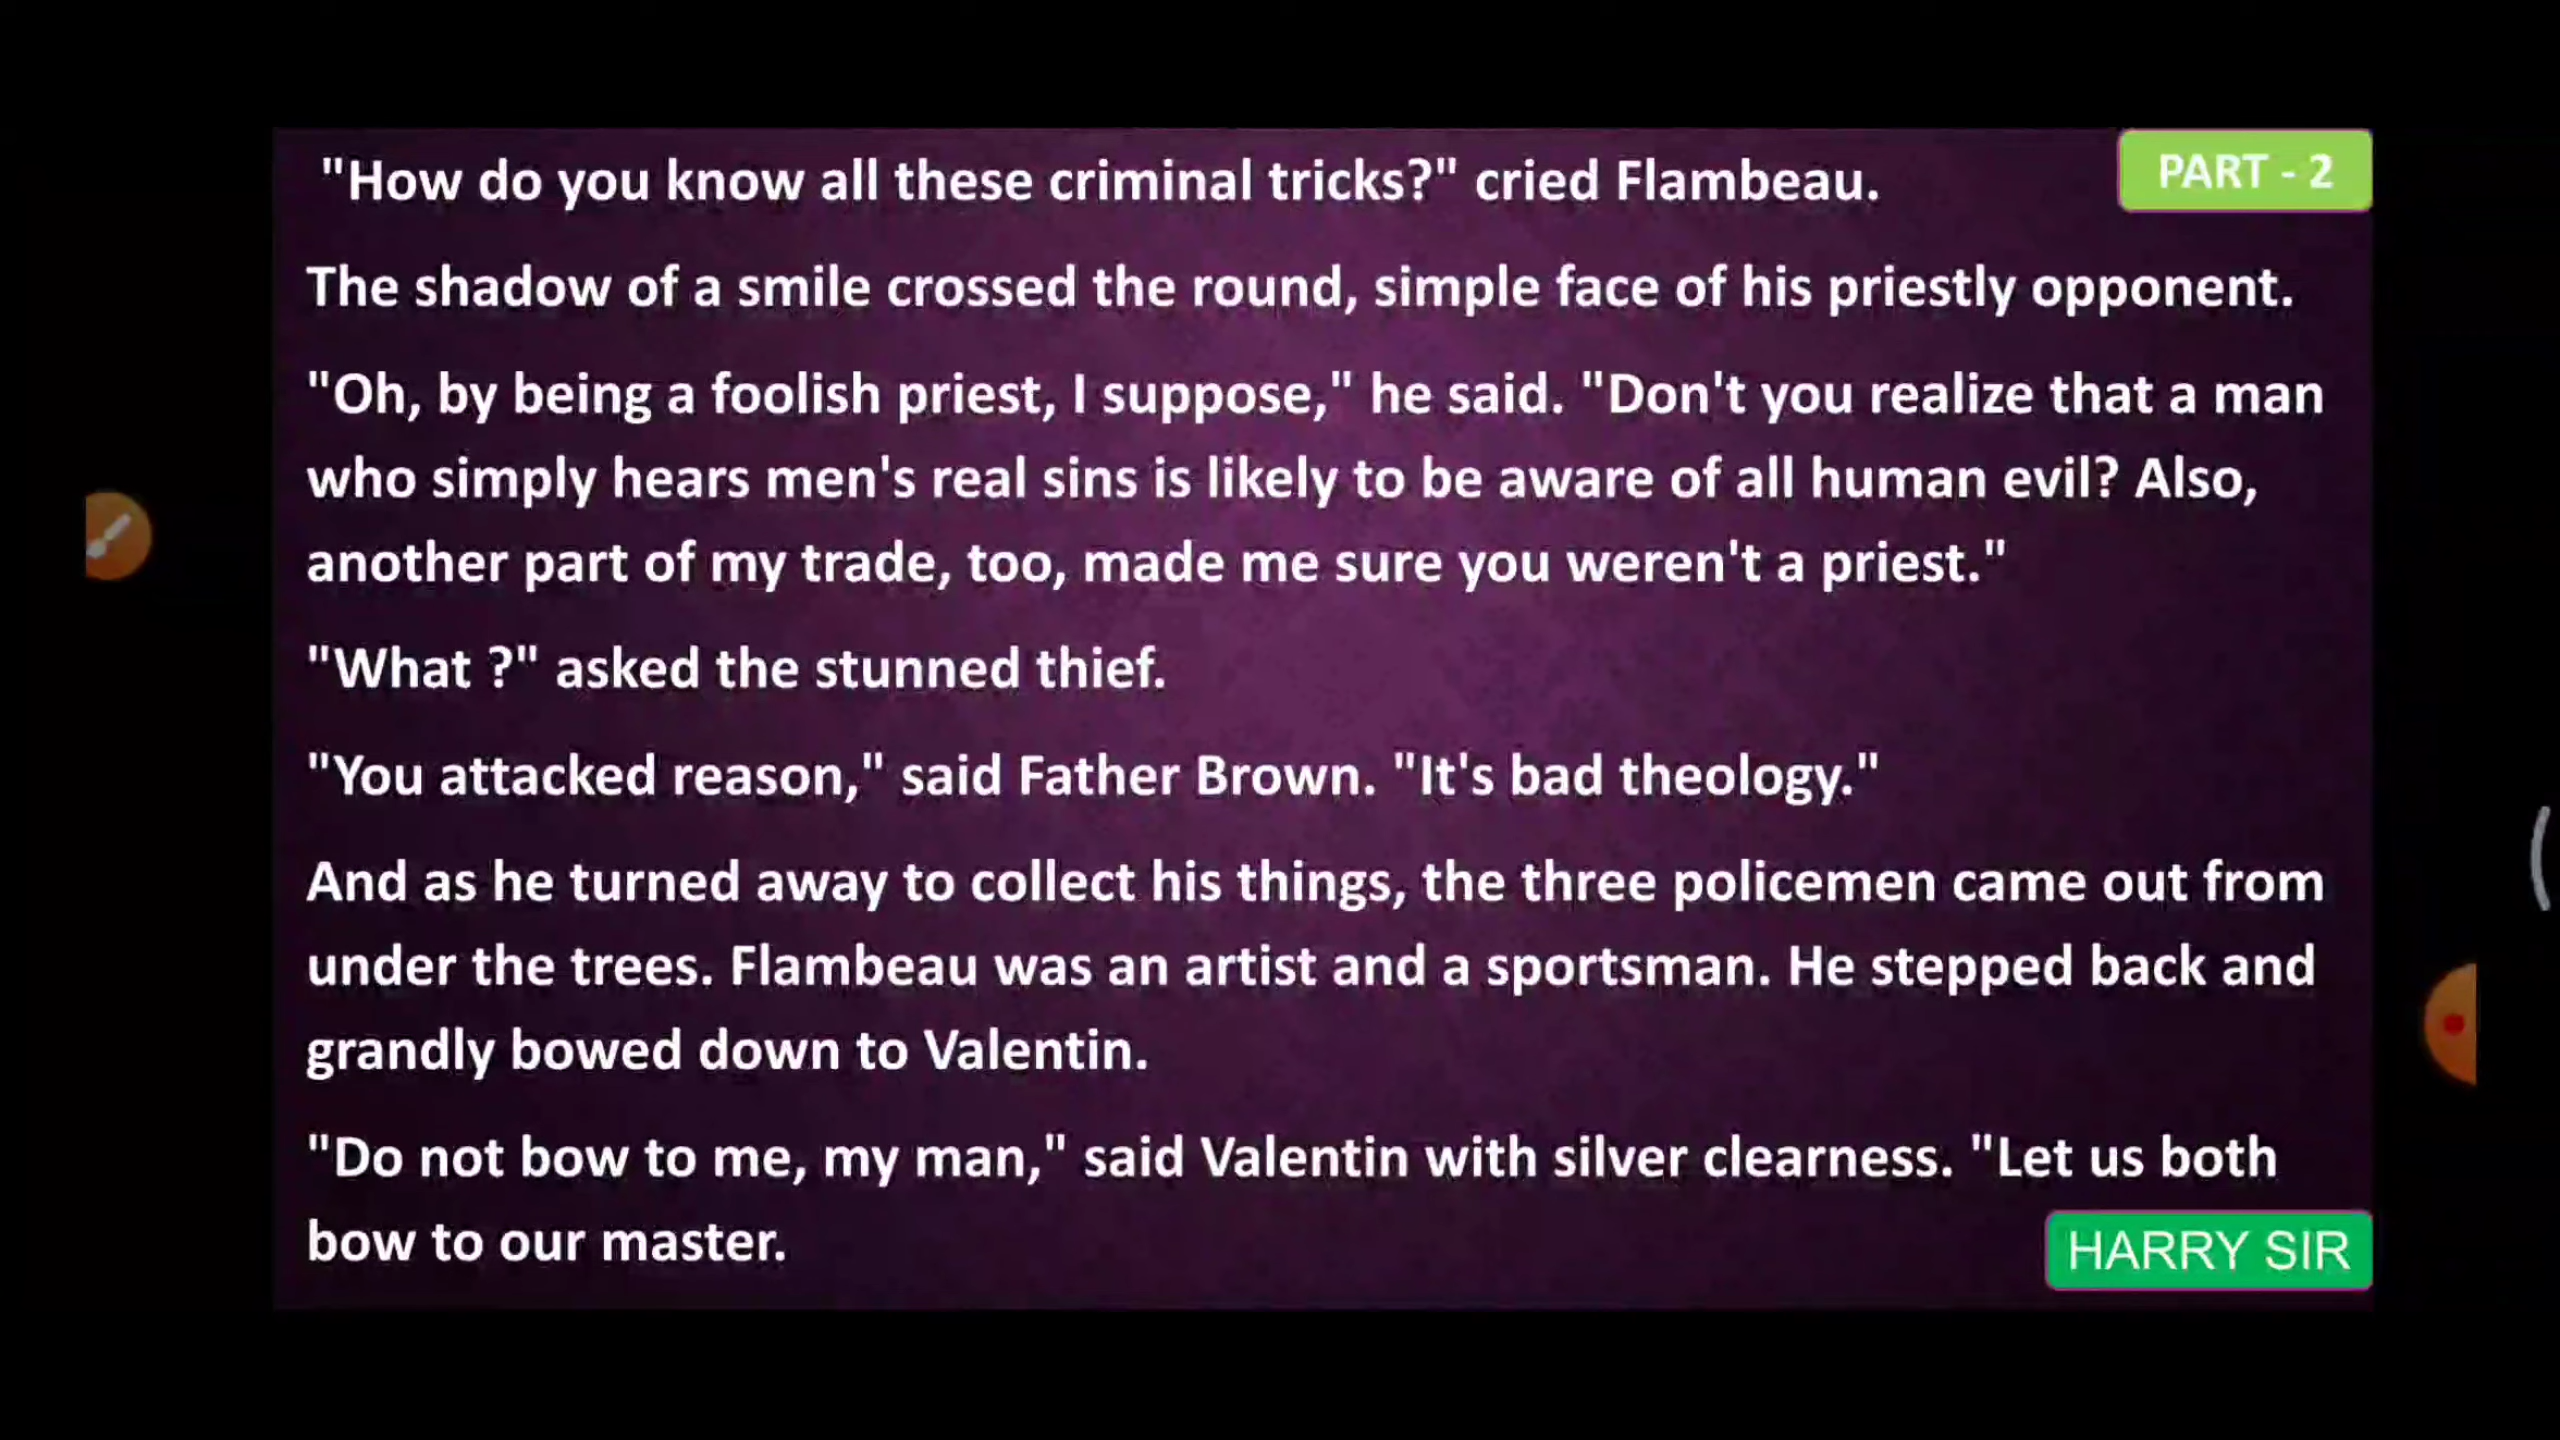 "How do you know all these criminal tricks?" cried Flambeau.
PART - 2
The shadow of a smile crossed the round, simple face of his priestly opponent.
"Oh, by being a foolish priest, I suppose," he said. "Don't you realize that a man
who simply hears men's real sins is likely to be aware of all human evil? Also,
another part of my trade, too, made me sure you weren't a priest."
"What ?" asked the stunned thief.
"You attacked reason," said Father Brown. "It's bad theology."
And as he turned away to collect his things, the three policemen came out from
under the trees. Flambeau was an artist and a sportsman. He stepped back and
grandly bowed down to Valentin.
"Do not bow to me, my man," said Valentin with silver clearness. "Let us both
bow to our master.
HARRY SIR